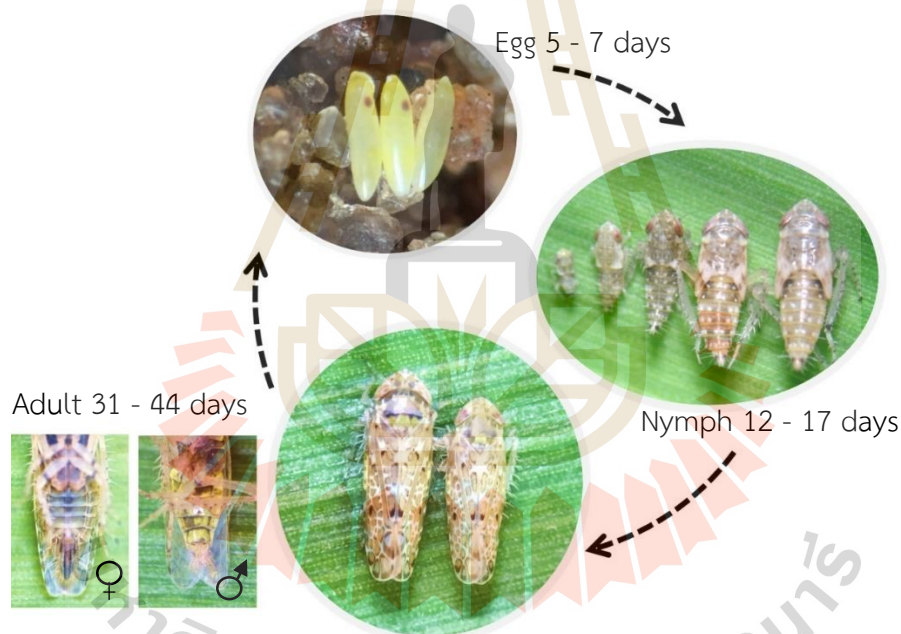 Egg 5 - 7 days
Nymph 12 - 17 days
Adult 31 - 44 days
♀
♂